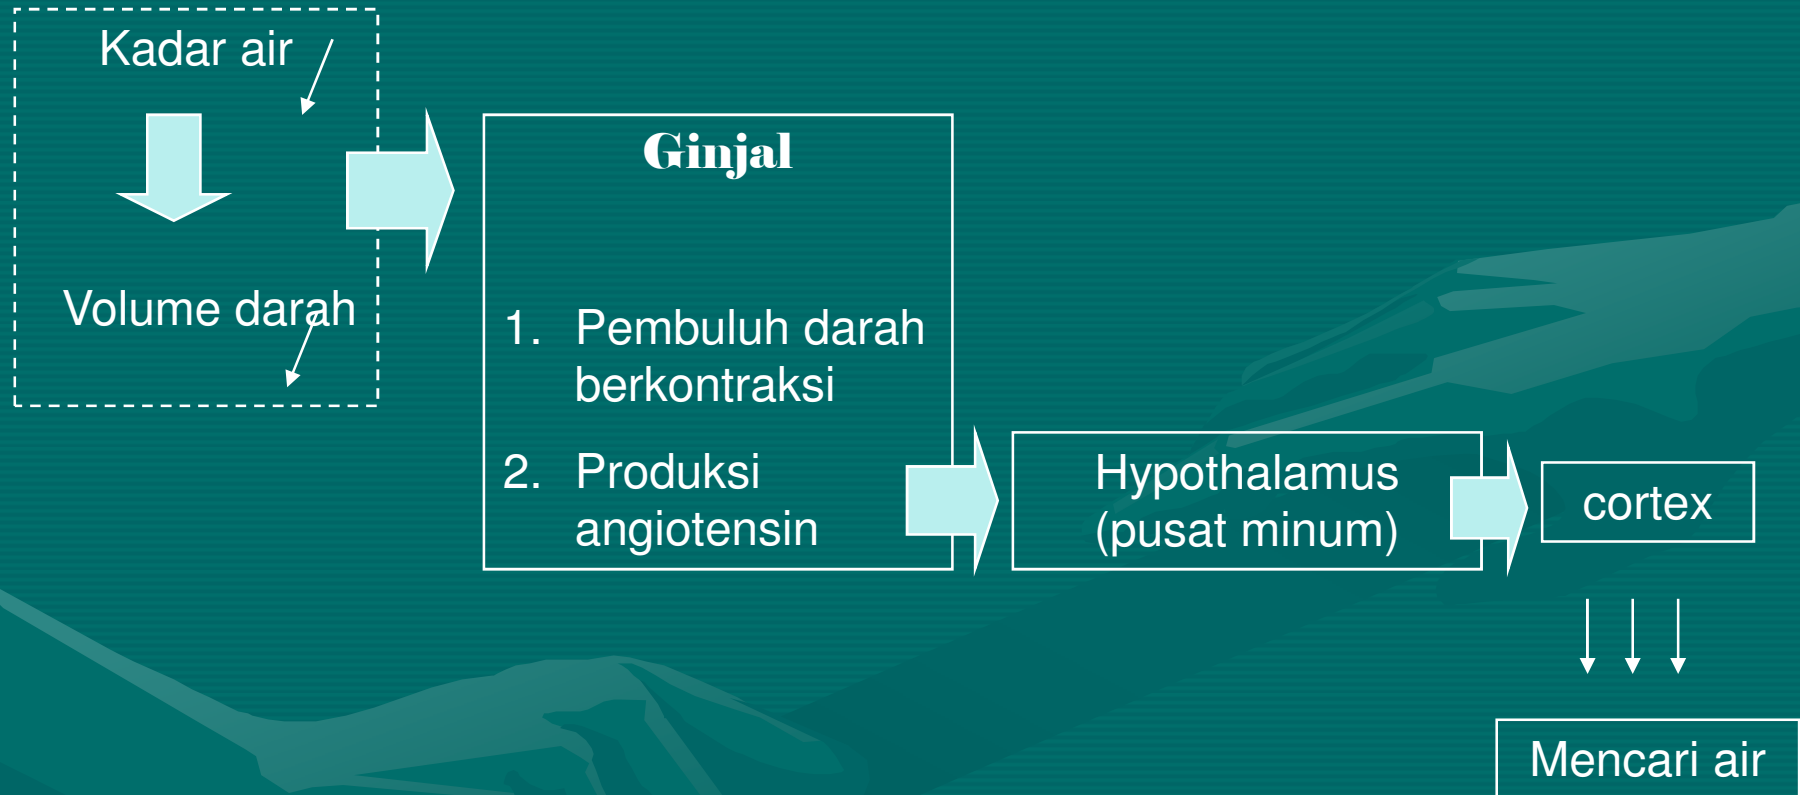 Kadar air
Volume darah
Ginjal
1. Pembuluh darah
berkontraksi
2. Produksi
angiotensin
Hypothalamus
(pusat minum)
cortex
Mencari air